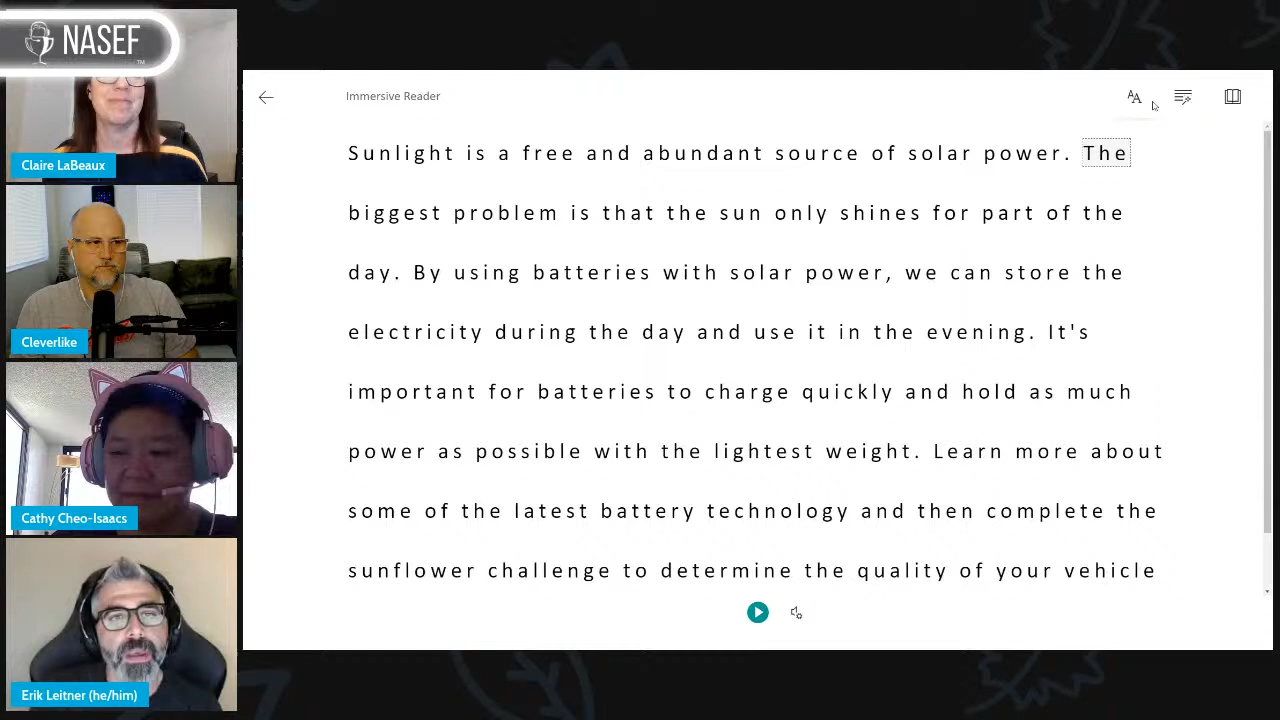 NASEF
TM
Claire LaBeaux
Cleverlike
Cathy Cheo-Isaacs
Erik Leitner (he/him)
Immersive Reader
AA
Sunlight is a free and abundant source of solar power. The
biggest problem is that the sun only shines for part of the
day. By using batteries with solar power, we can store the
electricity during the day and use it in the evening. It's
important for batteries to charge quickly and hold as much
power as possible with the lightest weight. Learn more about
some of the latest battery technology and then complete the
sunflower challenge to determine the quality of your vehicle